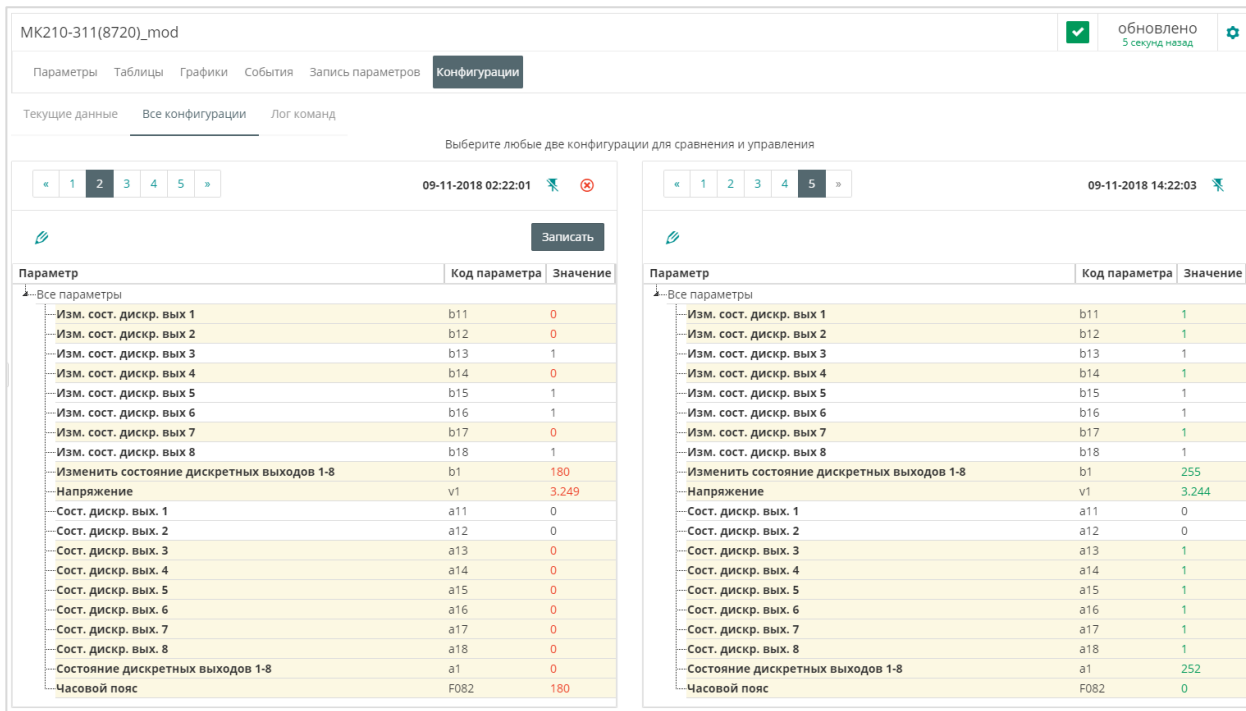 МК210-311(8720)_mod
обновлено
5 секунд назад
Параметры Таблицы Графики События Запись параметров Конфигурации
Текущие данные Все конфигурации Лог команд
Выберите любые две конфигурации для сравнения и управления
« 1 2 3 4 5 » 09-11-2018 02:22:01
Записать
Параметр Код параметра Значение
Все параметры
Изм. сост. дискр. вых 1 b11 0
Изм. сост. дискр. вых 2 b12 0
Изм. сост. дискр. вых 3 b13 1
Изм. сост. дискр. вых 4 b14 0
Изм. сост. дискр. вых 5 b15 1
Изм. сост. дискр. вых 6 b16 1
Изм. сост. дискр. вых 7 b17 0
Изм. сост. дискр. вых 8 b18 1
Изменить состояние дискретных выходов 1-8 b1 180
Напряжение v1 3.249
Сост. дискр. вых. 1 a11 0
Сост. дискр. вых. 2 a12 0
Сост. дискр. вых. 3 a13 0
Сост. дискр. вых. 4 a14 0
Сост. дискр. вых. 5 a15 0
Сост. дискр. вых. 6 a16 0
Сост. дискр. вых. 7 a17 0
Сост. дискр. вых. 8 a18 0
Состояние дискретных выходов 1-8 a1 0
Часовой пояс F082 180
« 1 2 3 4 5 » 09-11-2018 14:22:03
Параметр Код параметра Значение
Все параметры
Изм. сост. дискр. вых 1 b11 1
Изм. сост. дискр. вых 2 b12 1
Изм. сост. дискр. вых 3 b13 1
Изм. сост. дискр. вых 4 b14 1
Изм. сост. дискр. вых 5 b15 1
Изм. сост. дискр. вых 6 b16 1
Изм. сост. дискр. вых 7 b17 1
Изм. сост. дискр. вых 8 b18 1
Изменить состояние дискретных выходов 1-8 b1 255
Напряжение v1 3.244
Сост. дискр. вых. 1 a11 0
Сост. дискр. вых. 2 a12 0
Сост. дискр. вых. 3 a13 1
Сост. дискр. вых. 4 a14 1
Сост. дискр. вых. 5 a15 1
Сост. дискр. вых. 6 a16 1
Сост. дискр. вых. 7 a17 1
Сост. дискр. вых. 8 a18 1
Состояние дискретных выходов 1-8 a1 252
Часовой пояс F082 0